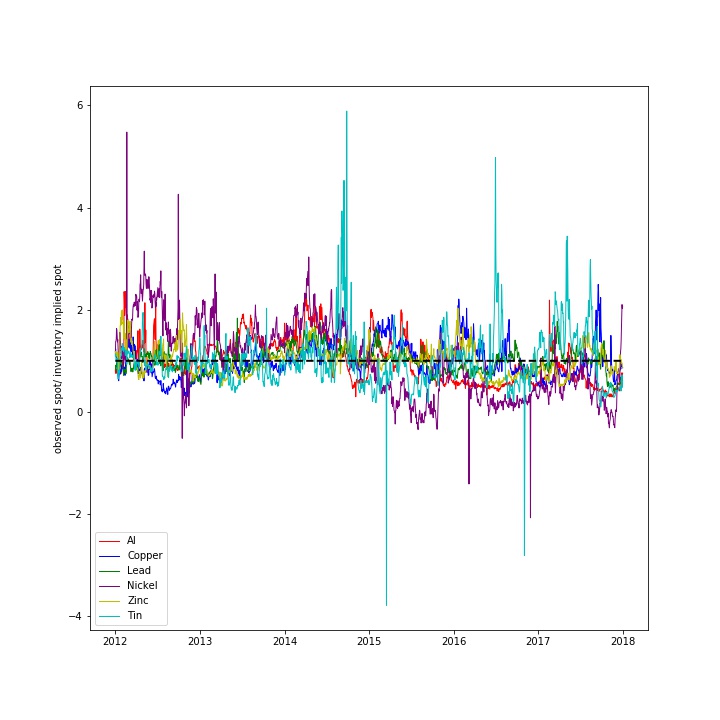 observed spot/ inventory implied spot
6
4
2
0
−2
−4
2012 2013 2014 2015 2016 2017 2018
Al
Copper
Lead
Nickel
Zinc
Tin